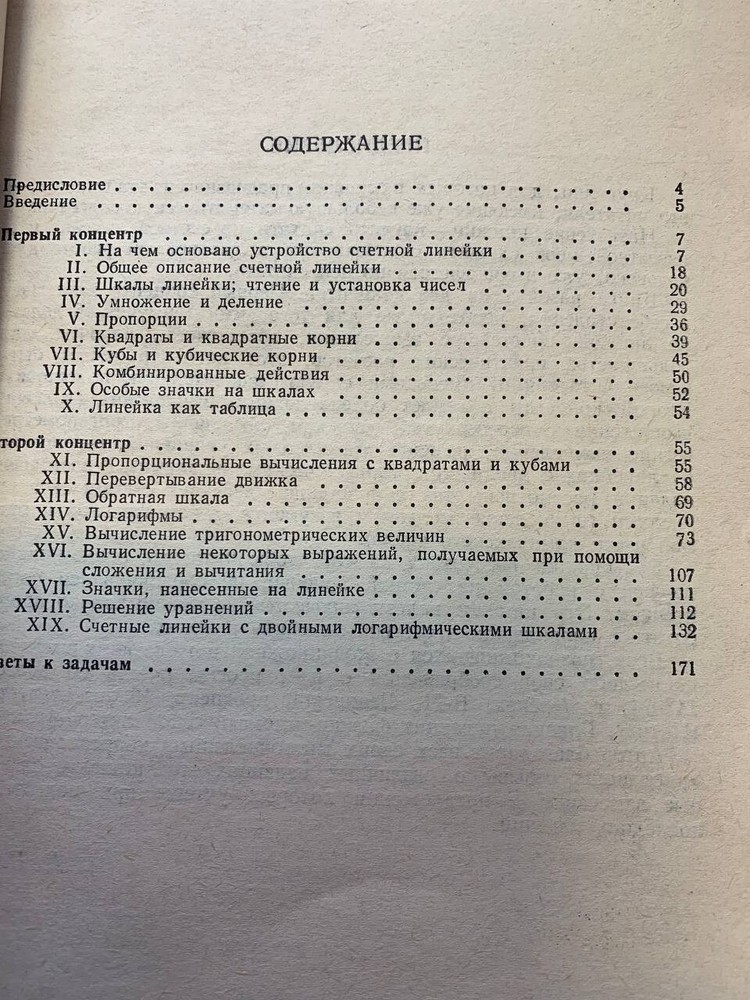 СОДЕРЖАНИЕ
Предисловие . . . . . . . . . . . . . . . . . . . . . . . . . . 4
Введение . . . . . . . . . . . . . . . . . . . . . . . . . . . 5
Первый концентр . . . . . . . . . . . . . . . . . . . . . . . 7
I. На чем основано устройство счетной линейки . . . . . . . 7
II. Общее описание счетной линейки . . . . . . . . . . . . . 18
III. Шкалы линейки; чтение и установка чисел . . . . . . . . 20
IV. Умножение и деление . . . . . . . . . . . . . . . . . . 29
V. Пропорции . . . . . . . . . . . . . . . . . . . . . . . 36
VI. Квадраты и квадратные корни . . . . . . . . . . . . . . 39
VII. Кубы и кубические корни . . . . . . . . . . . . . . . . 45
VIII. Комбинированные действия . . . . . . . . . . . . . . . . 50
IX. Особые значки на шкалах . . . . . . . . . . . . . . . . 52
X. Линейка как таблица . . . . . . . . . . . . . . . . . . 54
торой концентр . . . . . . . . . . . . . . . . . . . . . . . . 55
XI. Пропорциональные вычисления с квадратами и кубами . . . 55
XII. Перевертывание движка . . . . . . . . . . . . . . . . . 58
XIII. Обратная шкала . . . . . . . . . . . . . . . . . . . . . 69
XIV. Логарифмы . . . . . . . . . . . . . . . . . . . . . . . 70
XV. Вычисление тригонометрических величин . . . . . . . . . 73
XVI. Вычисление некоторых выражений, получаемых при помощи
сложения и вычитания . . . . . . . . . . . . . . . . . . 107
XVII. Значки, нанесенные на линейке . . . . . . . . . . . . . 111
XVIII. Решение уравнений . . . . . . . . . . . . . . . . . . . 112
XIX. Счетные линейки с двойными логарифмическими шкалами . . 132
веты к задачам . . . . . . . . . . . . . . . . . . . . . . . . 171